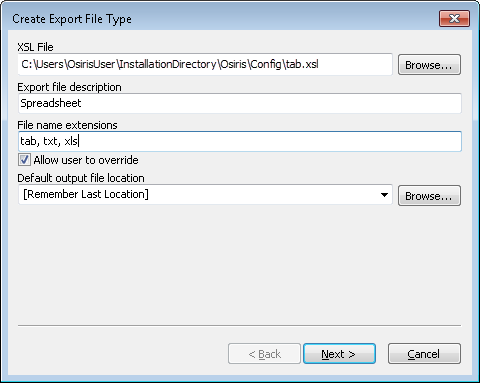 Create Export File Type
XSL File
C:\Users\OsirisUser\InstallationDirectory\Osiris\Config\tab.xsl
Browse...
Export file description
Spreadsheet
File name extensions
tab, txt, xls
Allow user to override
Default output file location
[Remember Last Location]
Browse...
< Back
Next >
Cancel